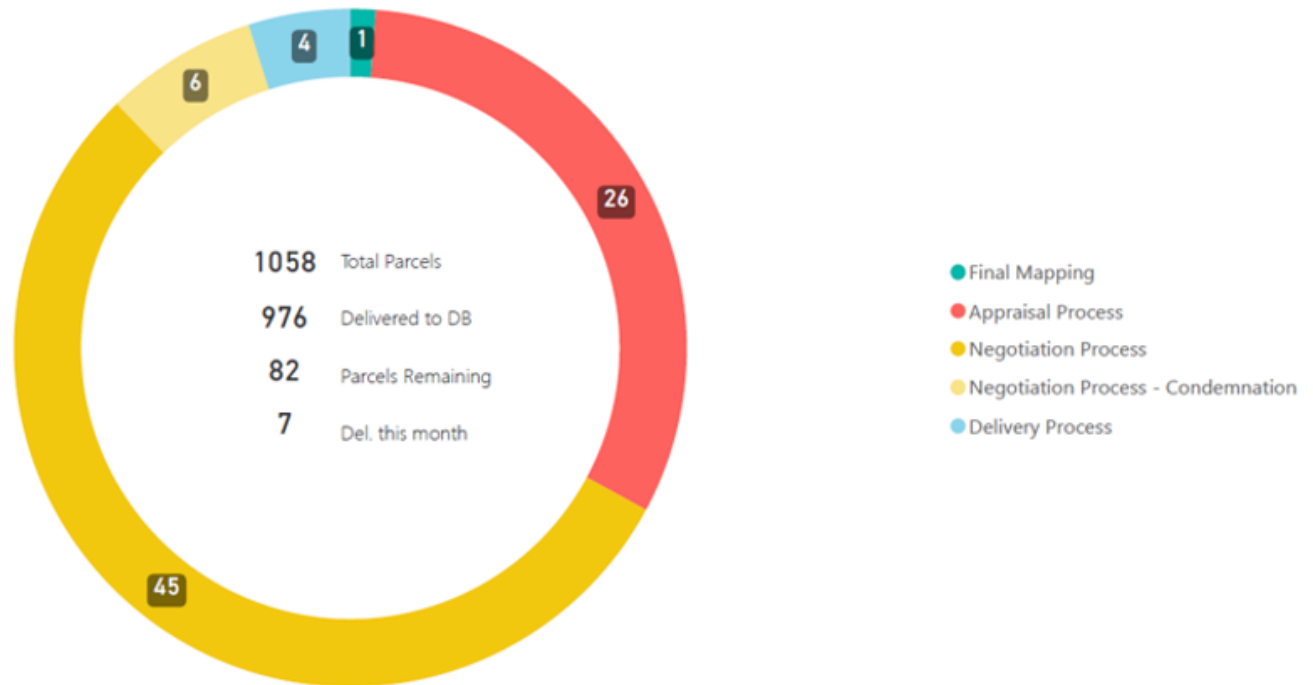 4
1
6
26
1058 Total Parcels
976 Delivered to DB
82 Parcels Remaining
7 Del. this month
45
Final Mapping
Appraisal Process
Negotiation Process
Negotiation Process - Condemnation
Delivery Process